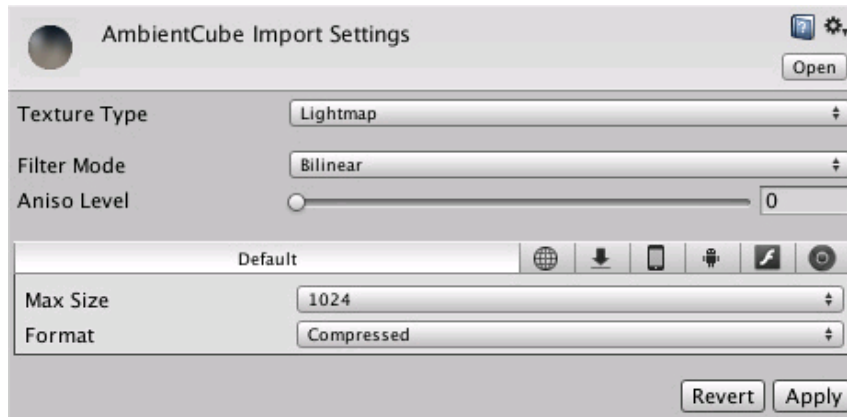 AmbientCube Import Settings
Open
Texture Type Lightmap
Filter Mode Bilinear
Aniso Level 0
Default
Max Size 1024
Format Compressed
Revert Apply